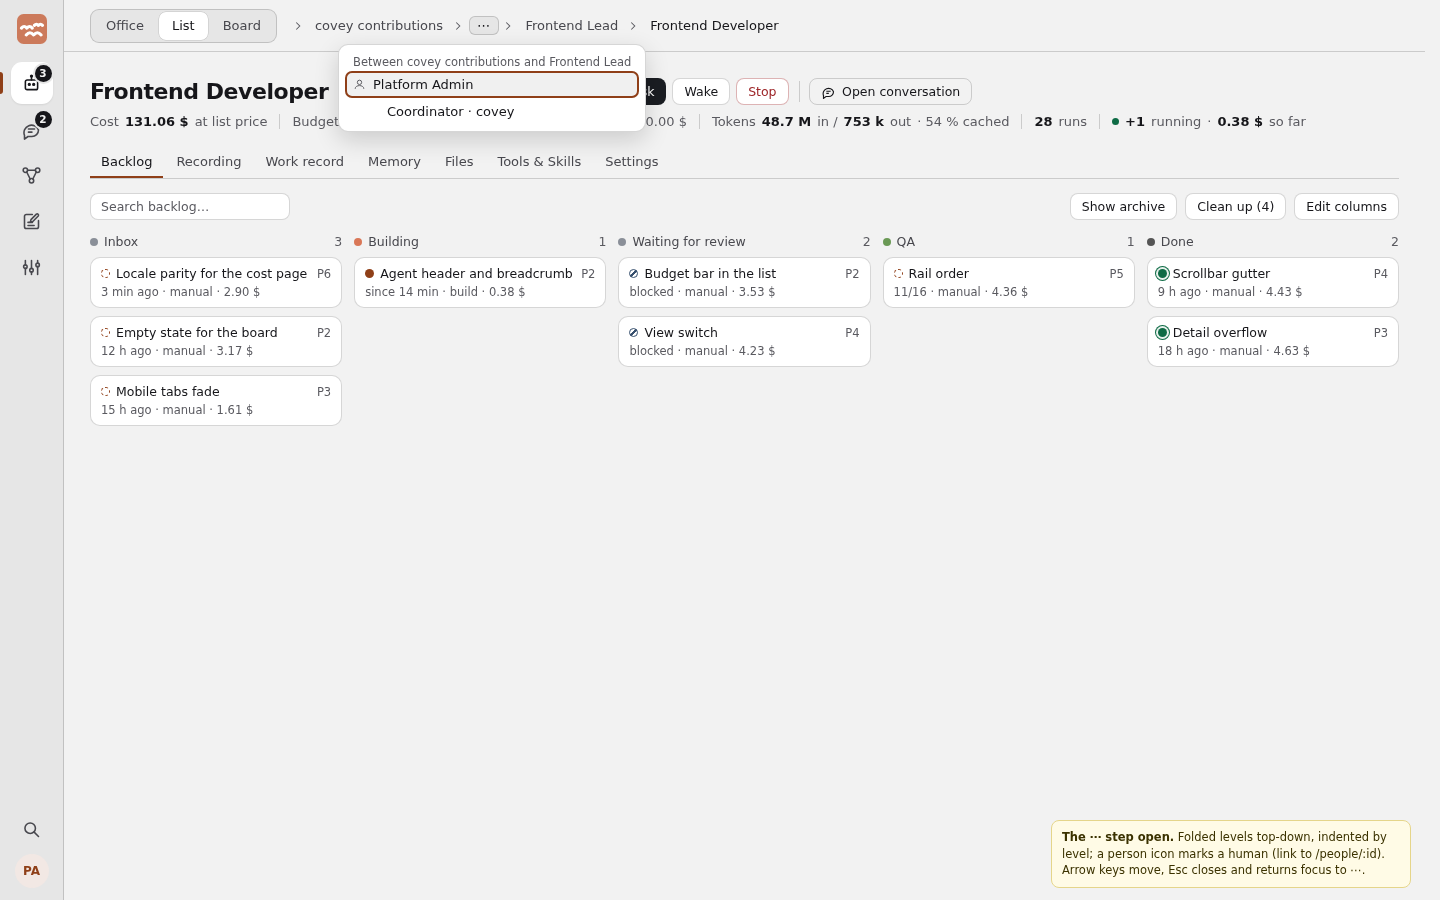 Office List Board covey contributions ··· Frontend Lead Frontend Developer
3
2
Between covey contributions and Frontend Lead
Platform Admin
Coordinator · covey
Frontend Developer
Wake Stop Open conversation
Cost 131.06 $ at list price Budget 0.00 $ Tokens 48.7 M in / 753 k out · 54 % cached 28 runs +1 running · 0.38 $ so far
Backlog Recording Work record Memory Files Tools & Skills Settings
Search backlog... Show archive Clean up (4) Edit columns
Inbox 3
Locale parity for the cost page P6
3 min ago · manual · 2.90 $
Empty state for the board P2
12 h ago · manual · 3.17 $
Mobile tabs fade P3
15 h ago · manual · 1.61 $
Building 1
Agent header and breadcrumb P2
since 14 min · build · 0.38 $
Waiting for review 2
Budget bar in the list P2
blocked · manual · 3.53 $
View switch P4
blocked · manual · 4.23 $
QA 1
Rail order P5
11/16 · manual · 4.36 $
Done 2
Scrollbar gutter P4
9 h ago · manual · 4.43 $
Detail overflow P3
18 h ago · manual · 4.63 $
PA
The ··· step open. Folded levels top-down, indented by
level; a person icon marks a human (link to /people/:id).
Arrow keys move, Esc closes and returns focus to ···.